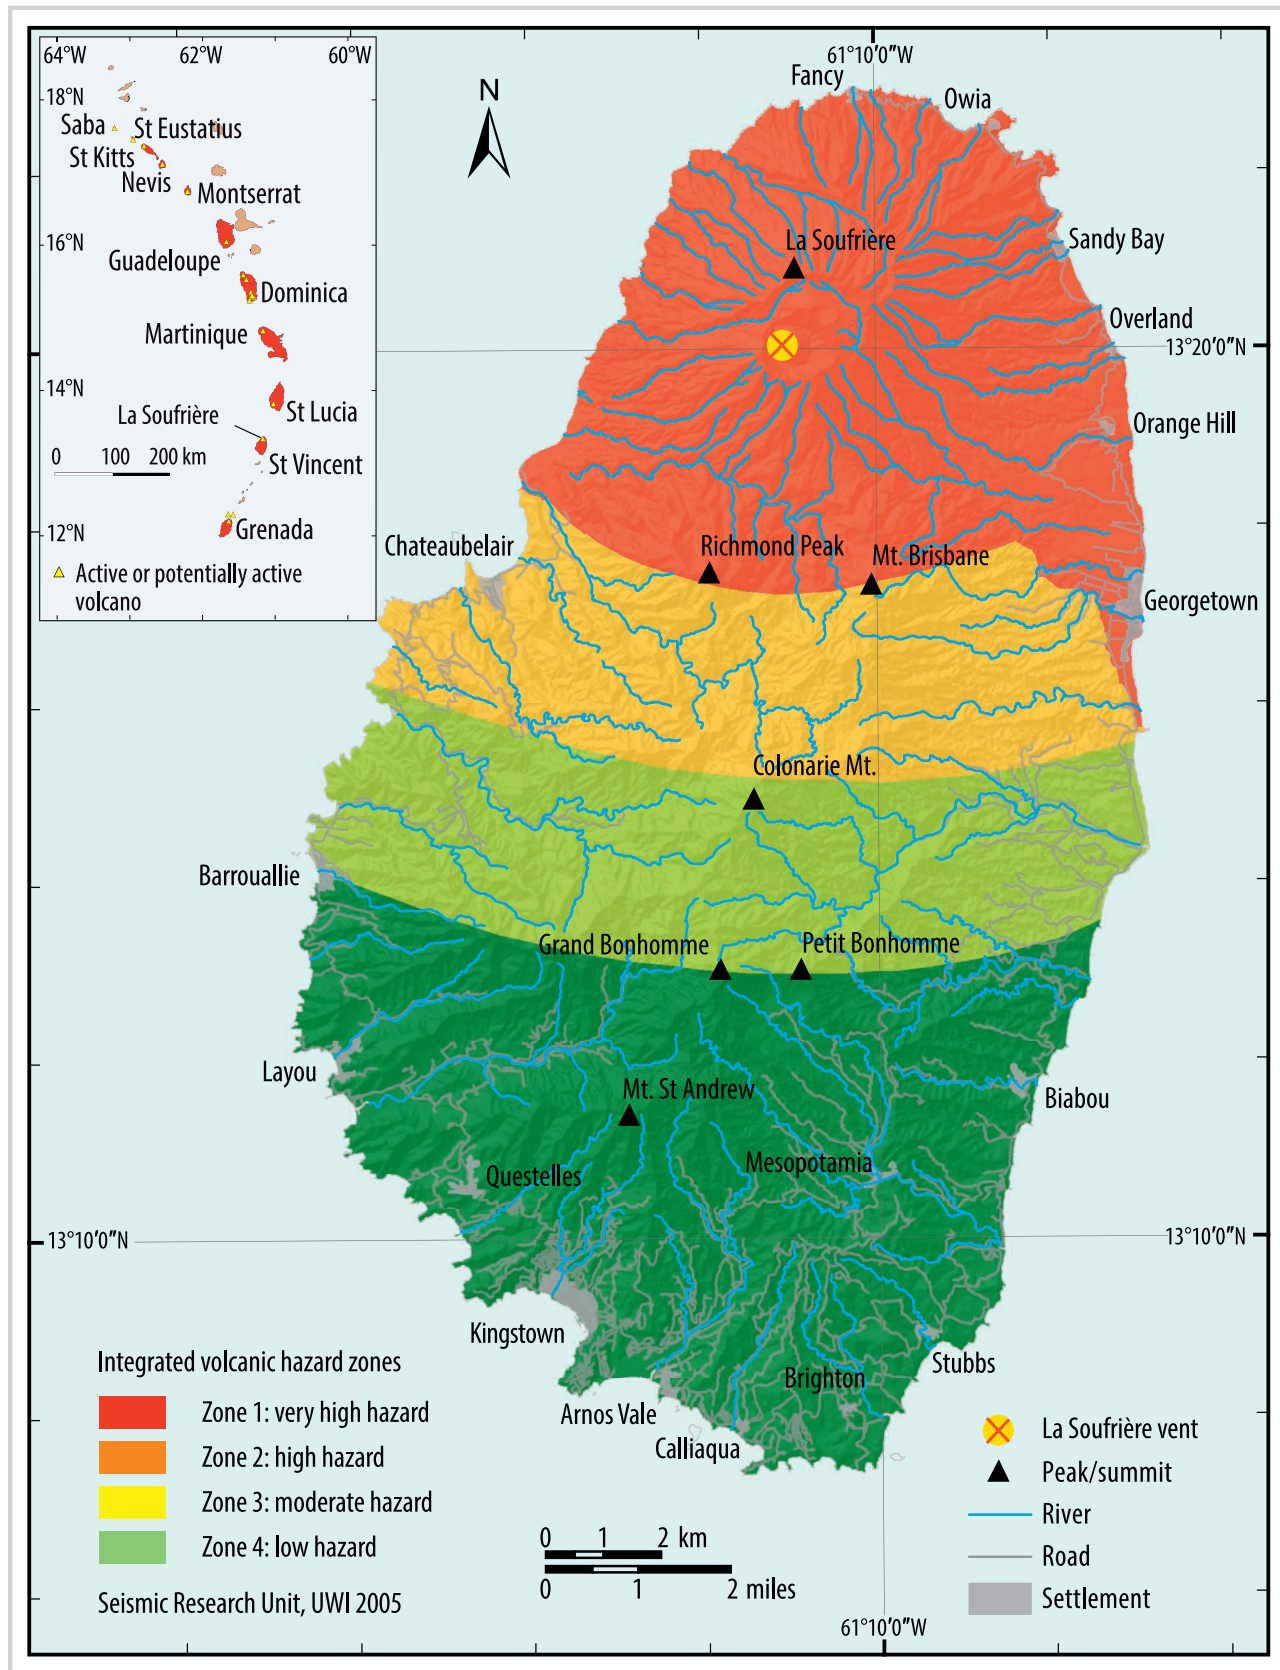 64°W
62°W
60°W
18°N
Saba
St Eustatius
St Kitts
Nevis
Montserrat
16°N
Guadeloupe
Dominica
Martinique
14°N
La Soufrière
St Lucia
0 100 200 km
St Vincent
12°N
Grenada
Active or potentially active
volcano
N
61°10′0″W
Fancy
Owia
La Soufrière
Sandy Bay
Overland
13°20′0″N
Orange Hill
Chateaubelair
Richmond Peak
Mt. Brisbane
Georgetown
Colonarie Mt.
Barrouallie
Grand Bonhomme
Petit Bonhomme
Layou
Mt. St Andrew
Biabou
Questelles
Mesopotamia
13°10′0″N
13°10′0″N
Kingstown
Stubbs
Brighton
Arnos Vale
Calliaqua
Integrated volcanic hazard zones
Zone 1: very high hazard
Zone 2: high hazard
Zone 3: moderate hazard
Zone 4: low hazard
Seismic Research Unit, UWI 2005
0 1 2 km
0 1 2 miles
La Soufrière vent
Peak/summit
River
Road
Settlement
61°10′0″W